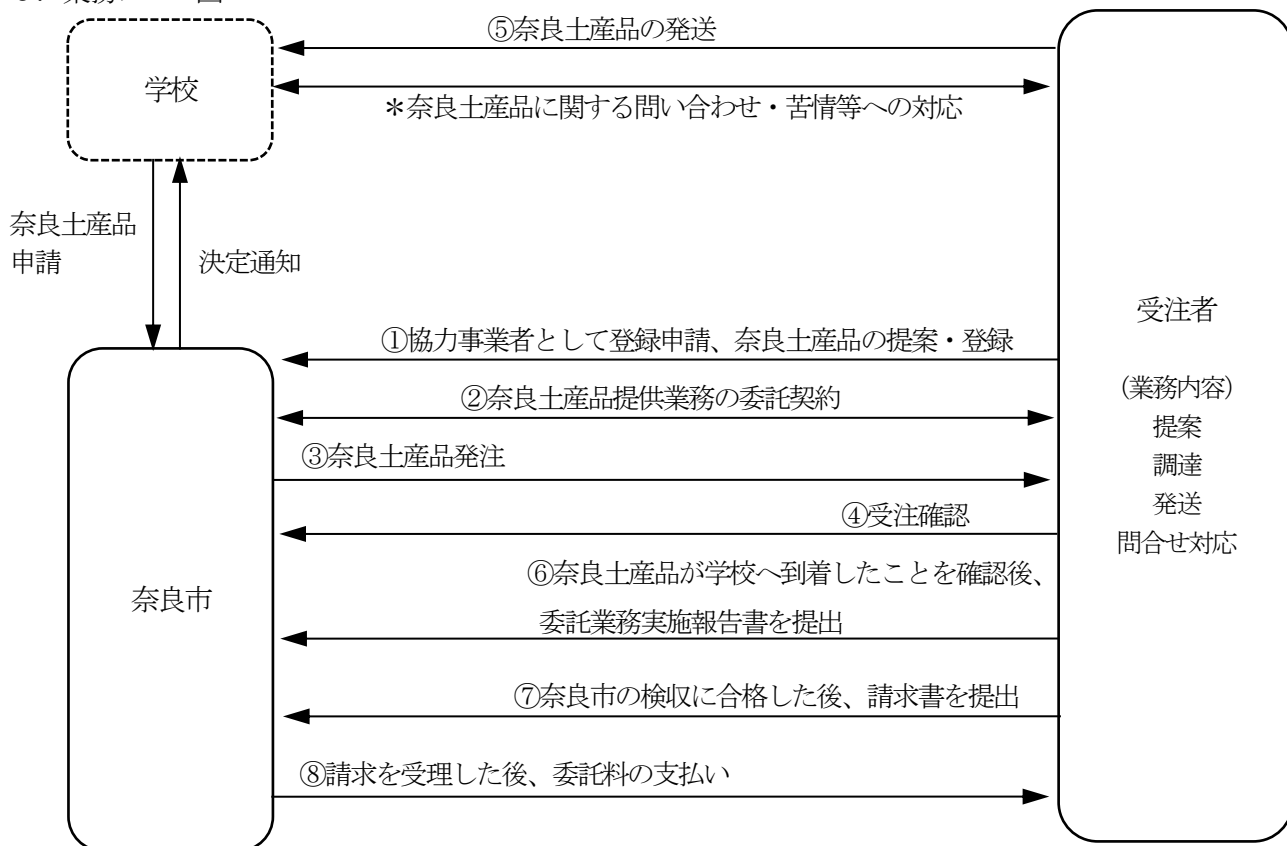 ⑤奈良土産品の発送
学校
＊奈良土産品に関する問い合わせ・苦情等への対応
奈良土産品
申請
決定通知
受注者
①協力事業者として登録申請、奈良土産品の提案・登録
(業務内容)
提案
調達
発送
問合せ対応
②奈良土産品提供業務の委託契約
③奈良土産品発注
④受注確認
奈良市
⑥奈良土産品が学校へ到着したことを確認後、
委託業務実施報告書を提出
⑦奈良市の検収に合格した後、請求書を提出
⑧請求を受理した後、委託料の支払い